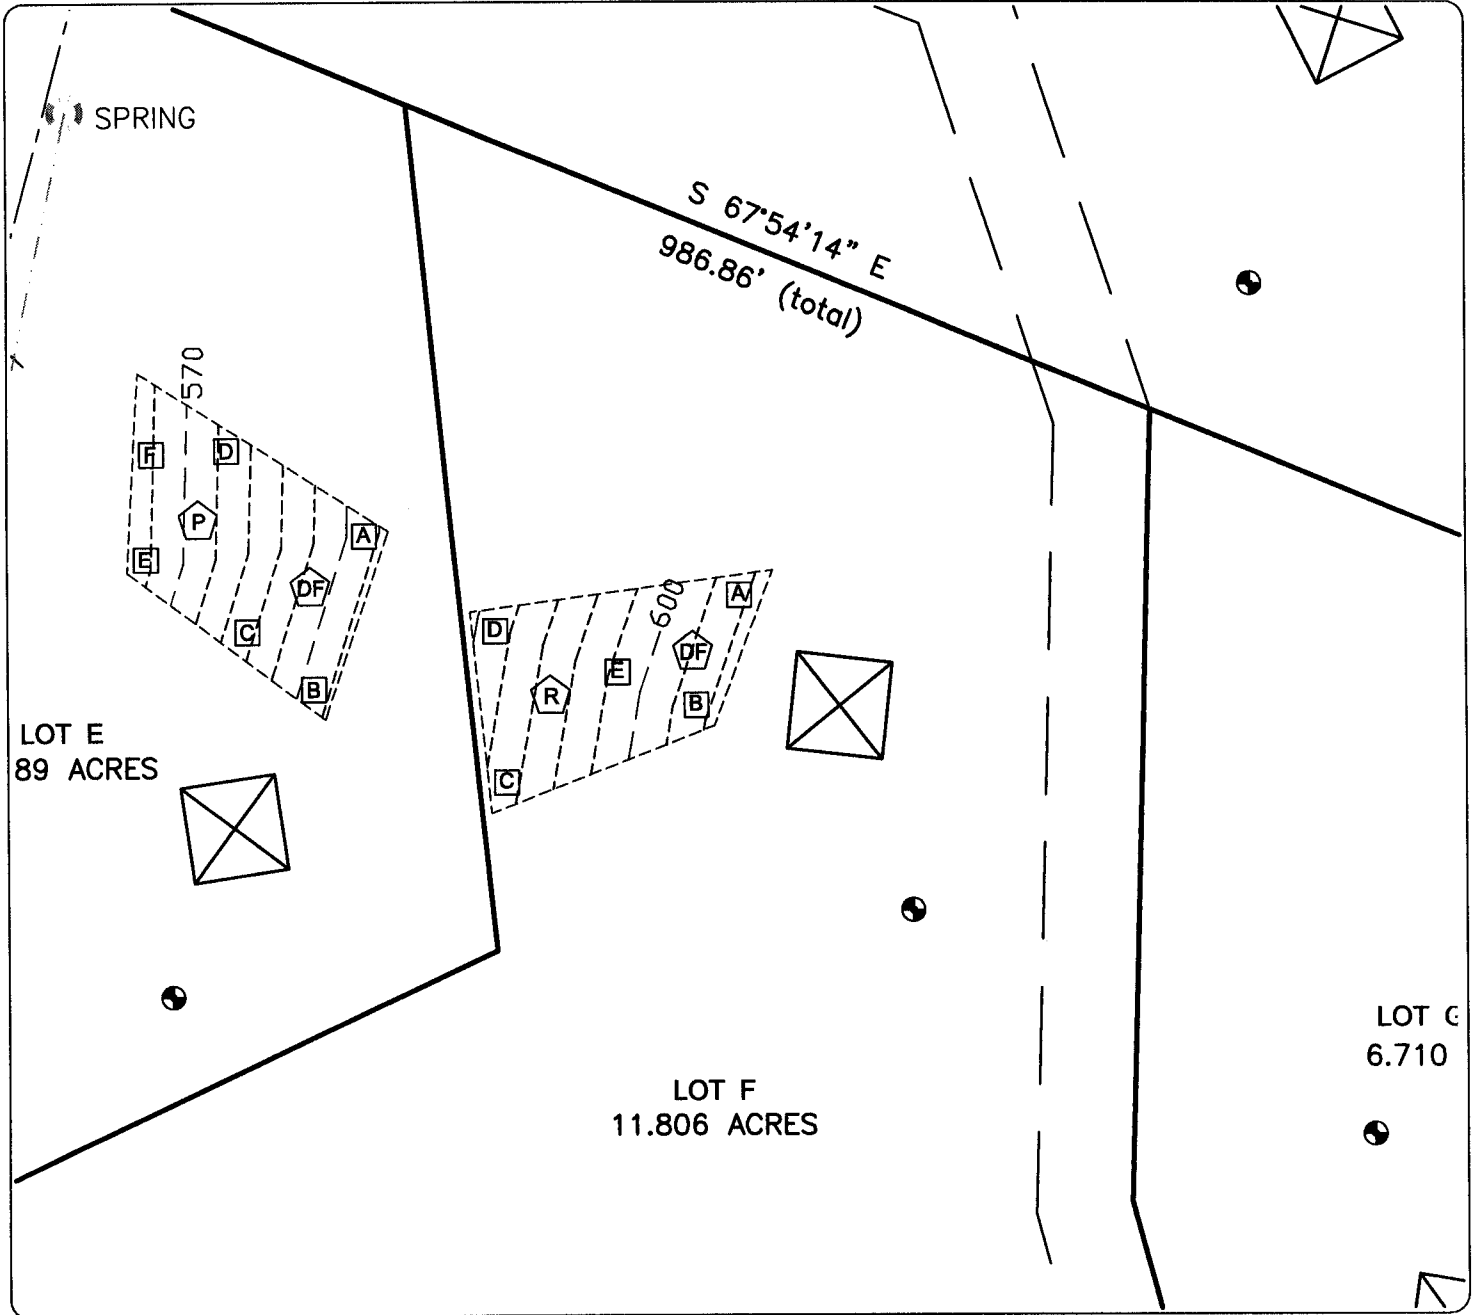 SPRING
S 67°54'14" E
986.86' (total)
570
F
D
P
A
E
DF
C
B
600
A
D
DF
E
R
B
C
LOT E
89 ACRES
LOT G
6.710
LOT F
11.806 ACRES